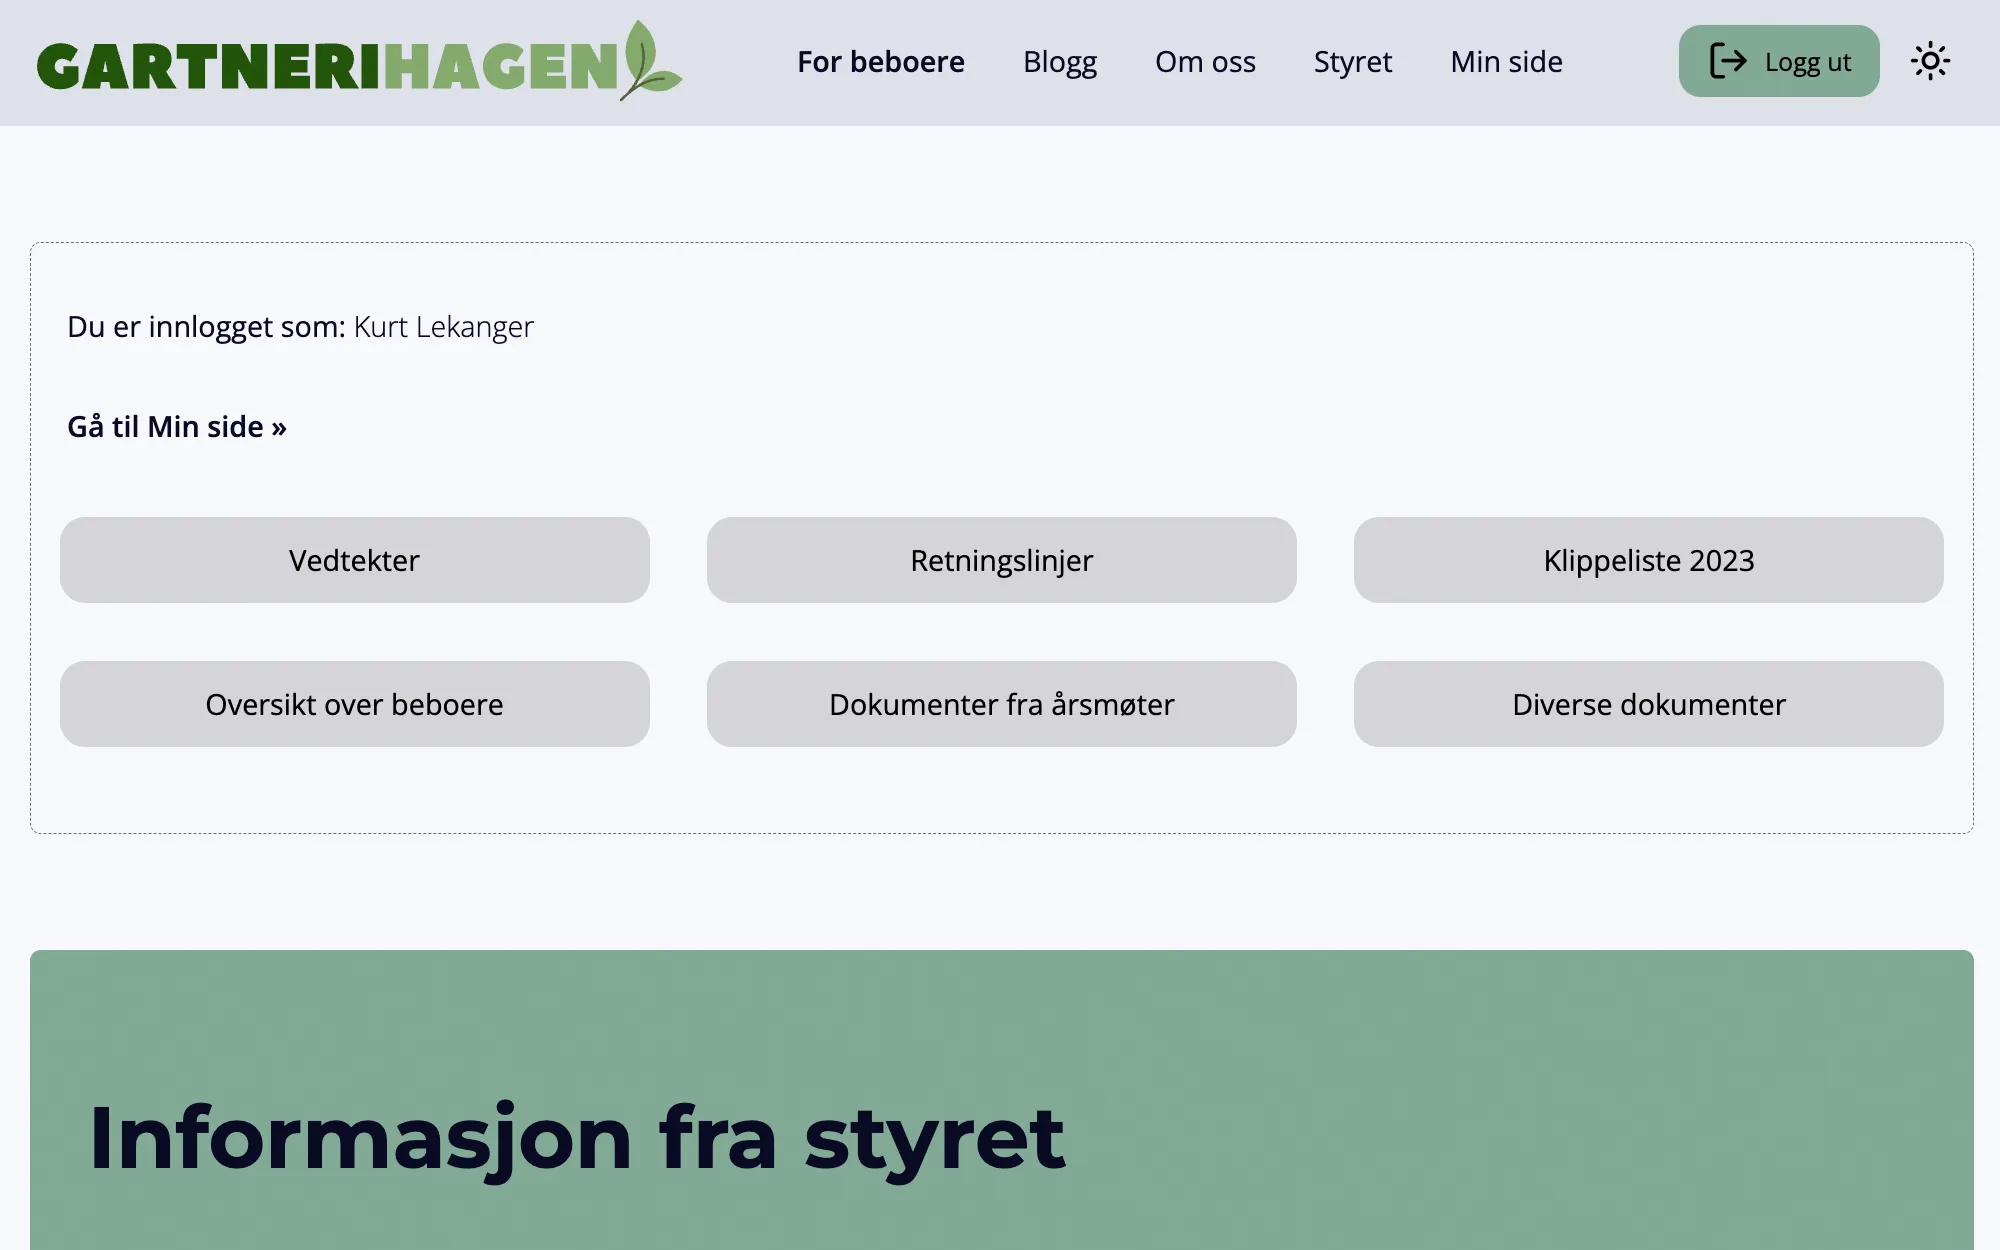 GARTNERIHAGEN
For beboere
Blogg
Om oss
Styret
Min side
Logg ut
Du er innlogget som: Kurt Lekanger
Gå til Min side »
Vedtekter
Retningslinjer
Klippeliste 2023
Oversikt over beboere
Dokumenter fra årsmøter
Diverse dokumenter
Informasjon fra styret